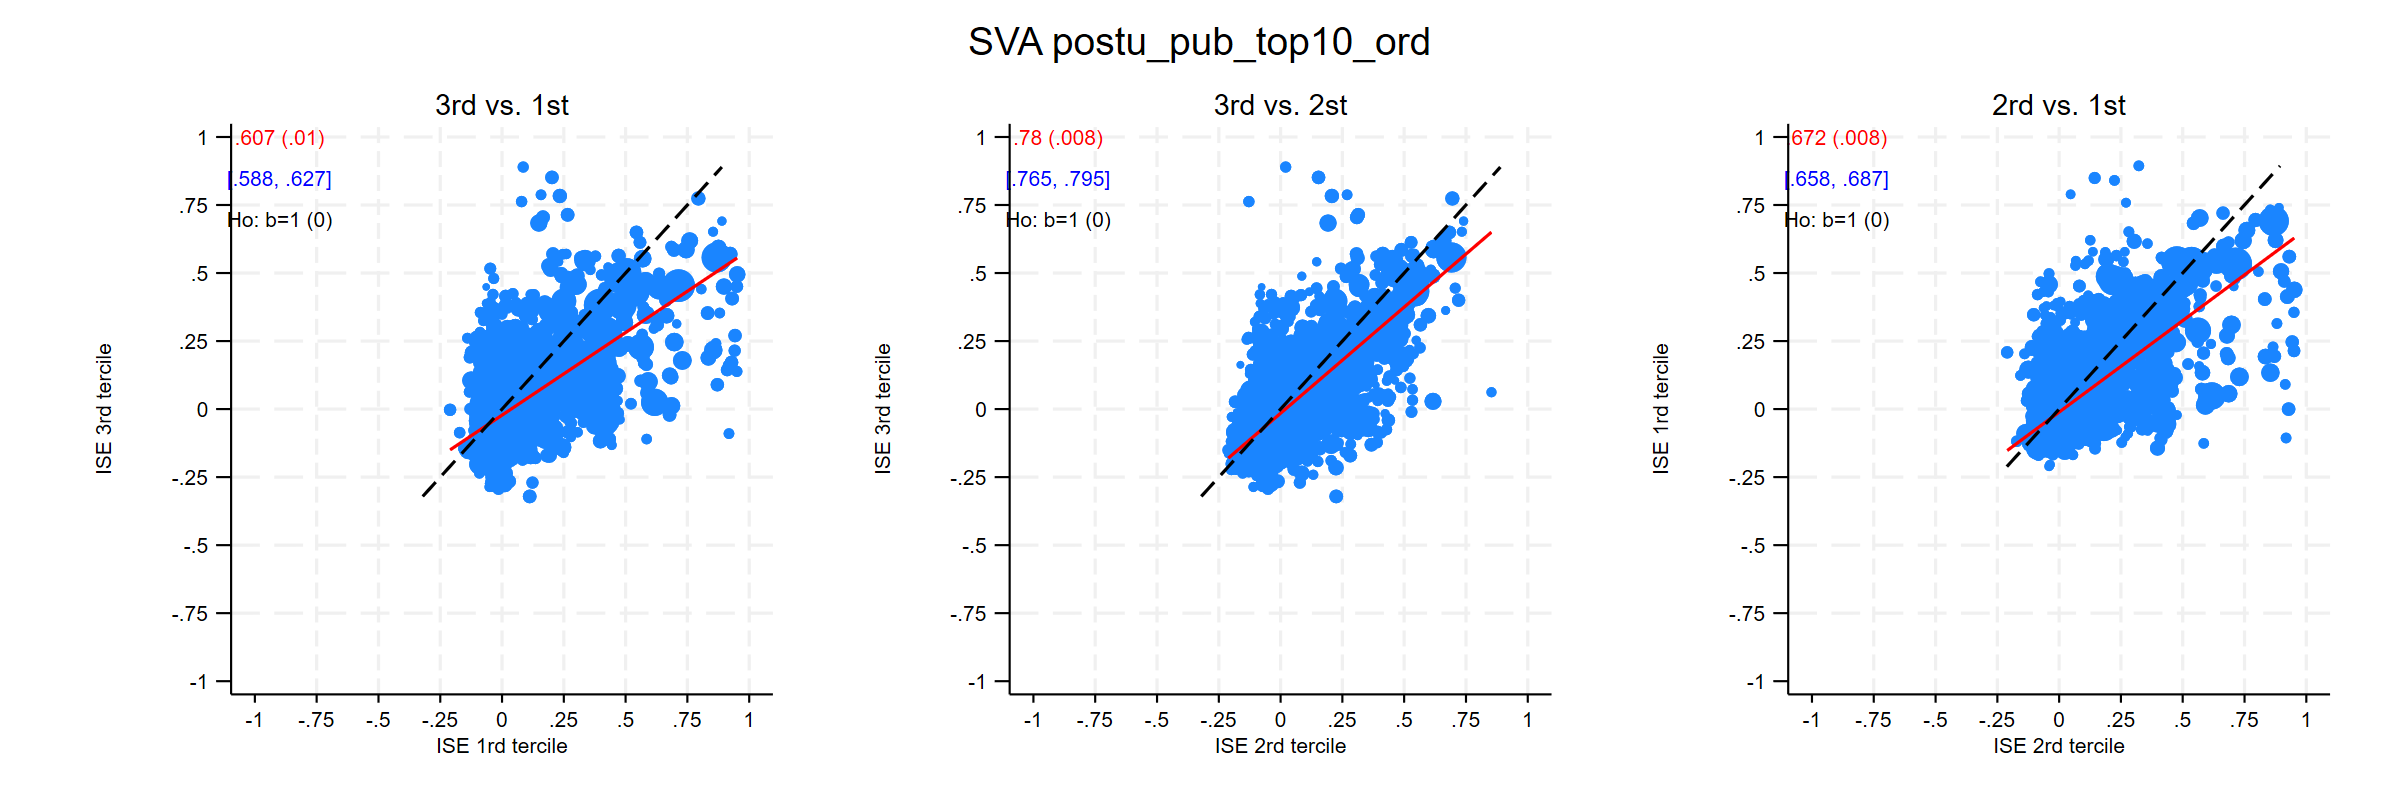 SVA postu_pub_top10_ord
3rd vs. 1st
1
.75
.5
.25
0
-.25
-.5
-.75
-1
.607 (.01)
[.588, .627]
Ho: b=1 (0)
ISE 3rd tercile
-1 -.75 -.5 -.25 0 .25 .5 .75 1
ISE 1rd tercile
3rd vs. 2st
1
.75
.5
.25
0
-.25
-.5
-.75
-1
.78 (.008)
[.765, .795]
Ho: b=1 (0)
ISE 3rd tercile
-1 -.75 -.5 -.25 0 .25 .5 .75 1
ISE 2rd tercile
2rd vs. 1st
1
.75
.5
.25
0
-.25
-.5
-.75
-1
.672 (.008)
[.658, .687]
Ho: b=1 (0)
ISE 1rd tercile
-1 -.75 -.5 -.25 0 .25 .5 .75 1
ISE 2rd tercile